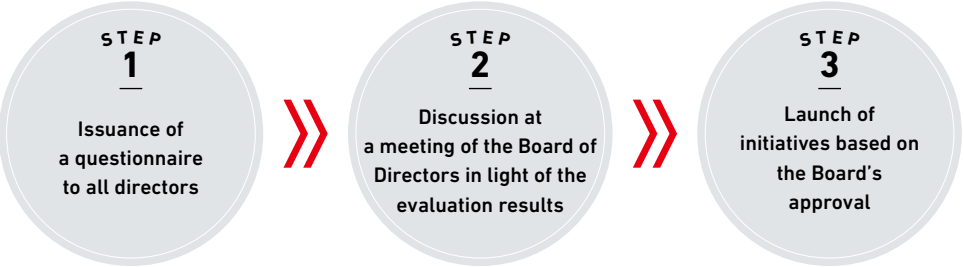 STEP
1
Issuance of
a questionnaire
to all directors
STEP
2
Discussion at
a meeting of the Board of
Directors in light of the
evaluation results
STEP
3
Launch of
initiatives based on
the Board's
approval